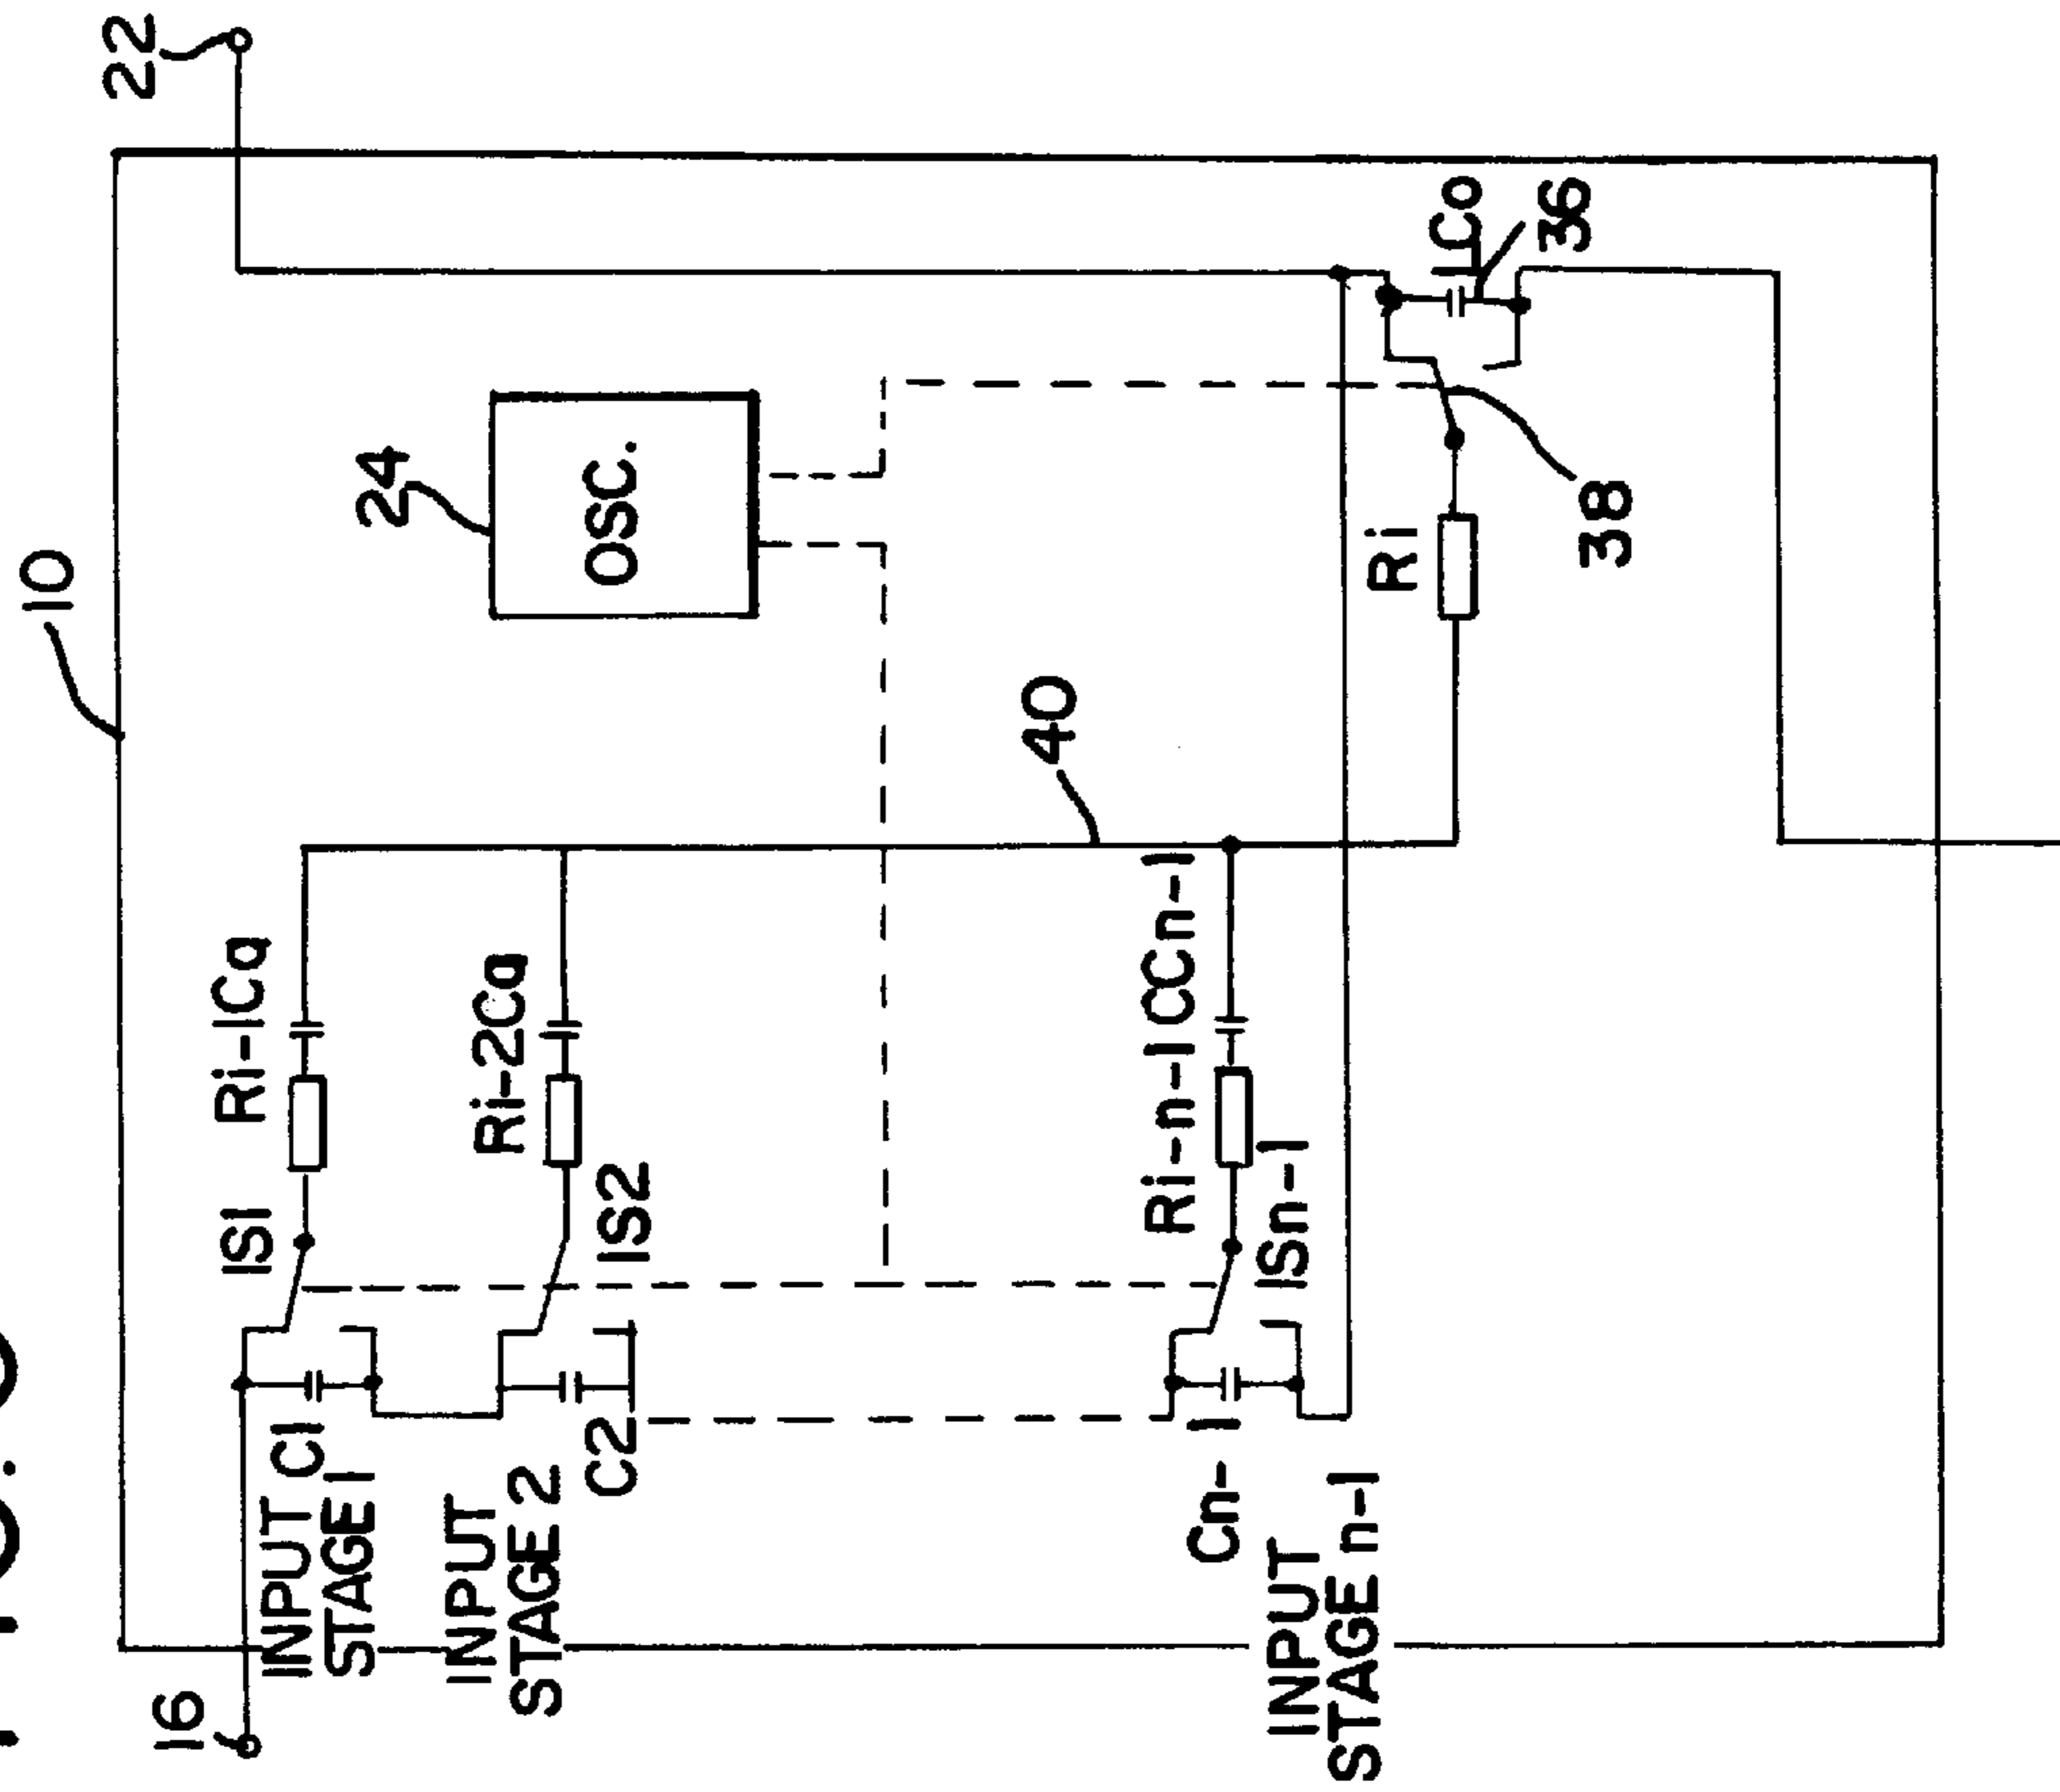 10
22
16
24
OSC.
INPUT
STAGE 1
C1
IS1
Ri-1Ca
INPUT
STAGE 2
C2
IS2
Ri-2Ca
40
INPUT
STAGE n-1
Cn-1
ISn-1
Ri-n-1CCn-1
Ri
38
Co
36